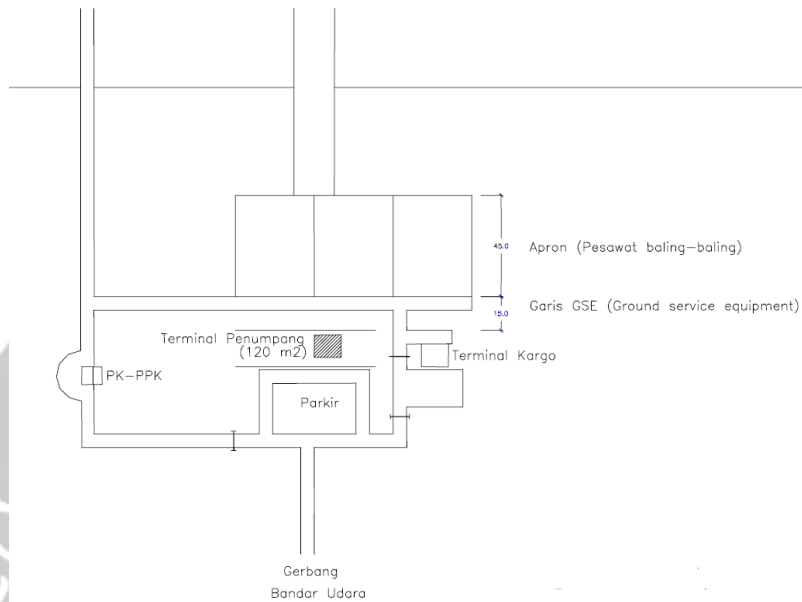 45.0
Apron (Pesawat baling-baling)
15.0
Garis GSE (Ground service equipment)
Terminal Penumpang
(120 m2)
Terminal Kargo
PK-PPK
Parkir
Gerbang
Bandar Udara